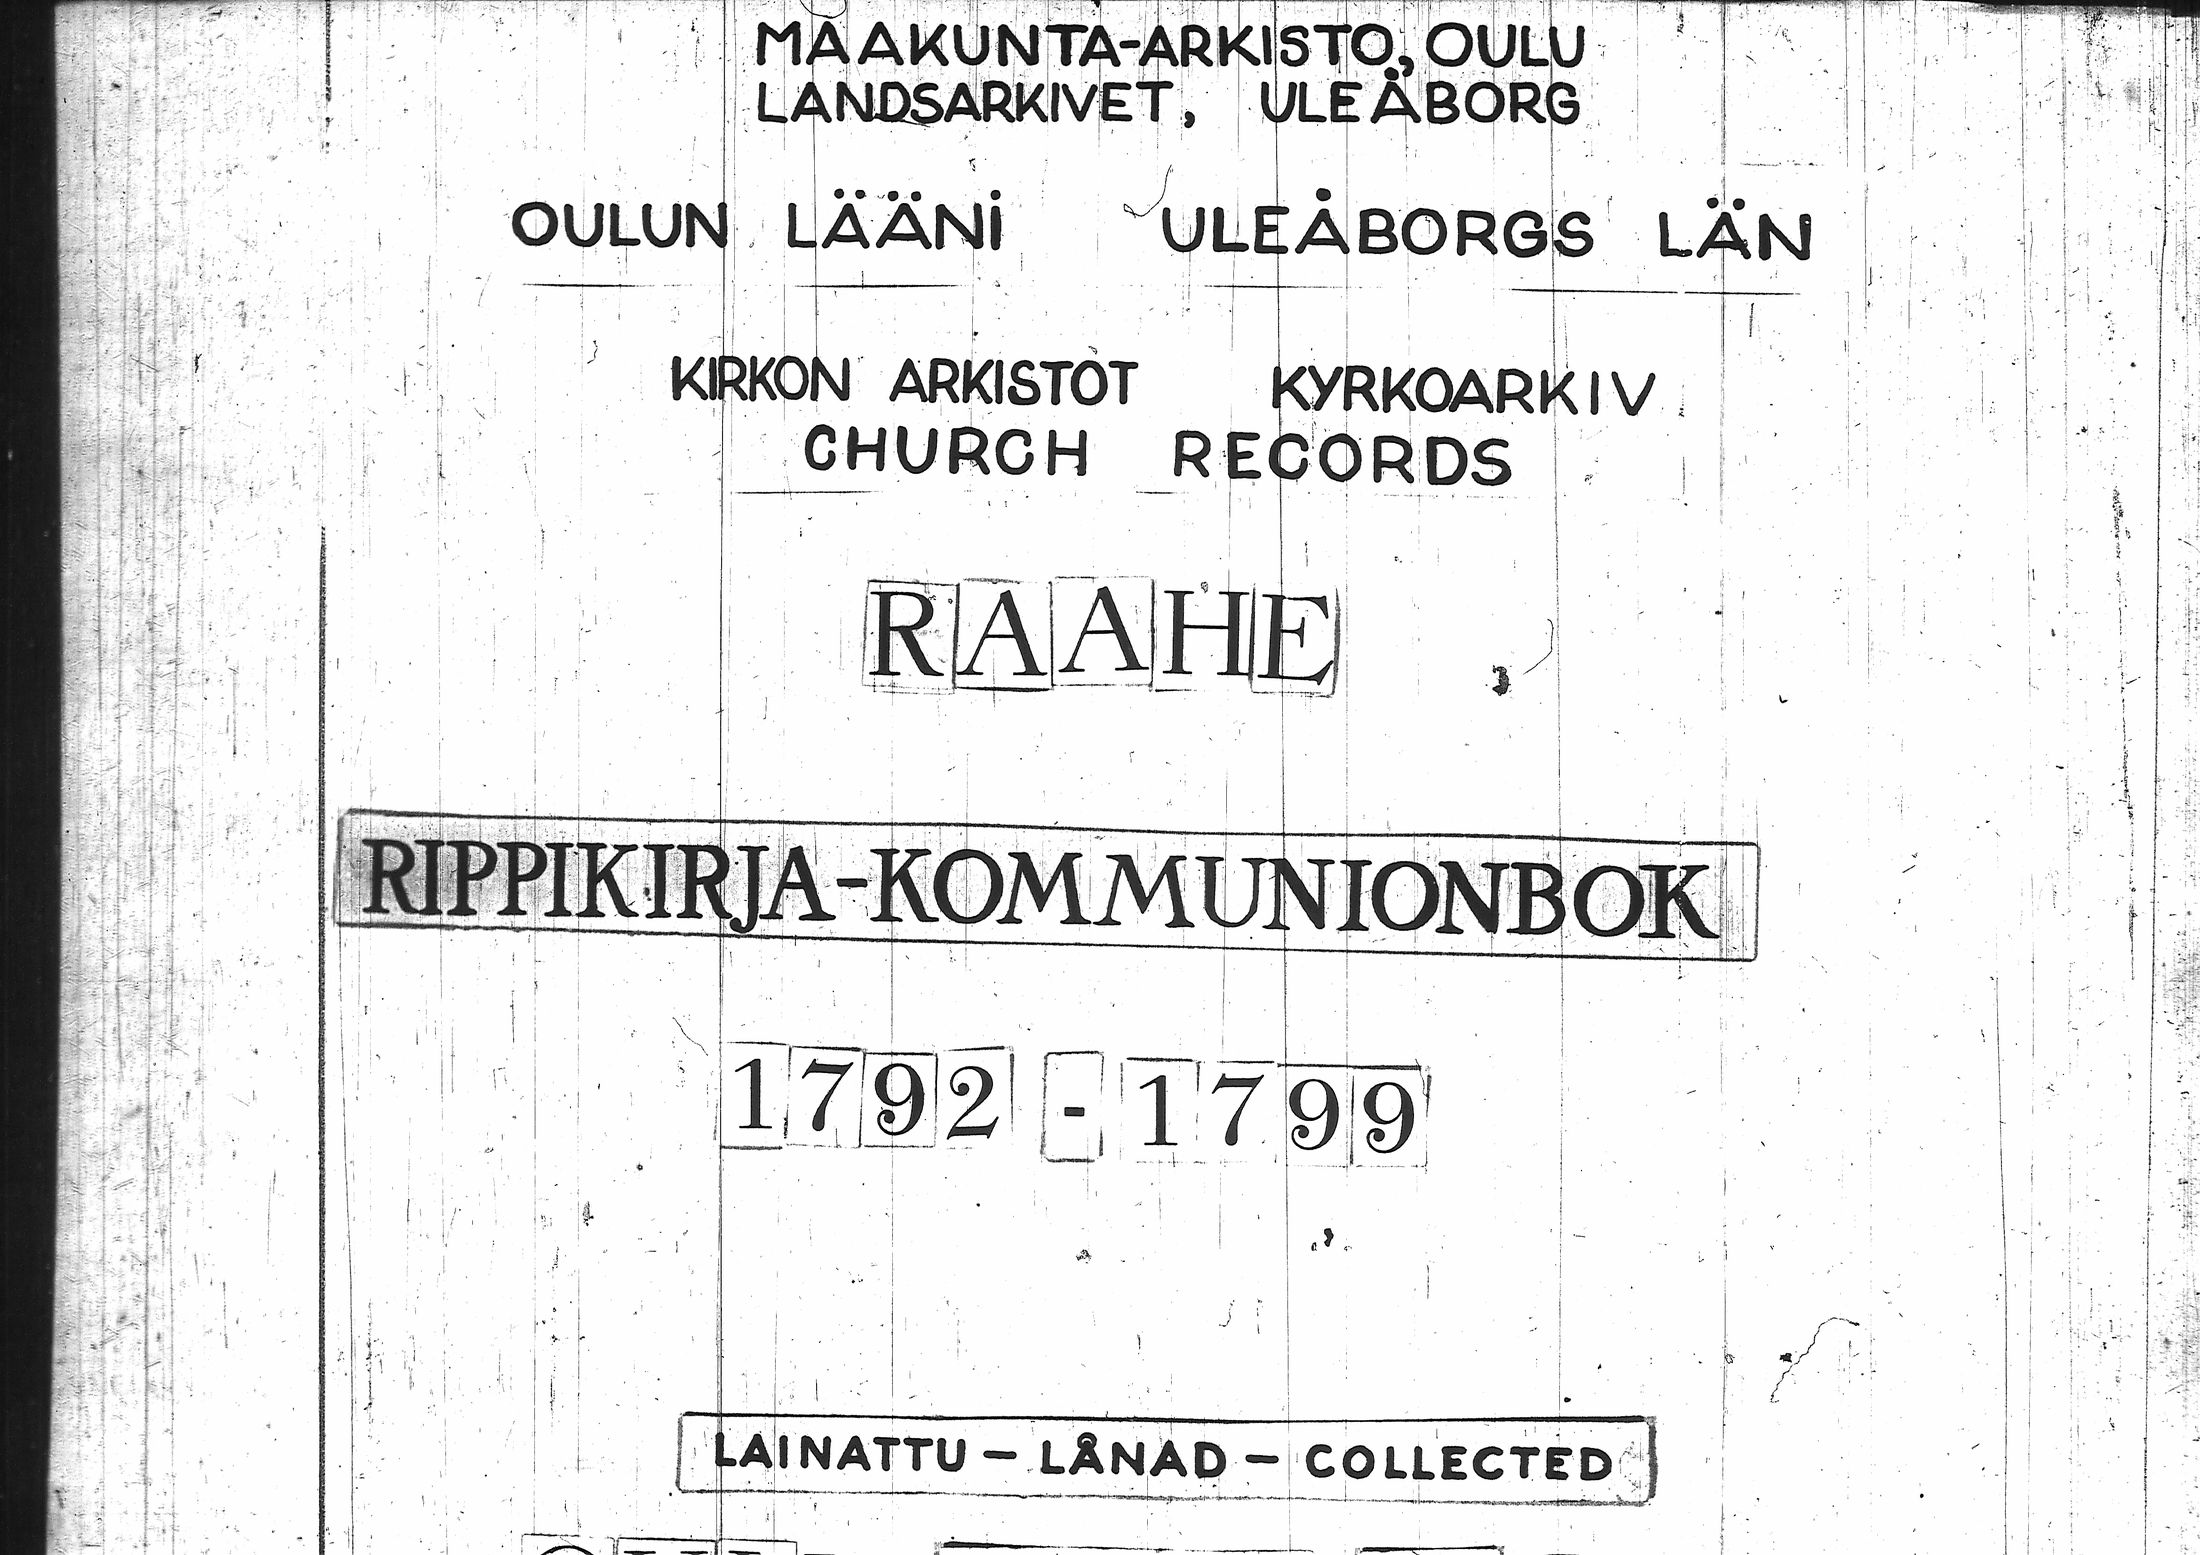 MAAKUNTA-ARKISTO, OULU
LANDSARKIVET, ULEÅBORG
OULUN LÄÄNI ULEÅBORGS LÄN
KIRKON ARKISTOT KYRKOARKIV
CHURCH RECORDS
RAAHE
RIPPIKIRJA-KOMMUNIONBOK
1792 - 1799
LAINATTU - LÅNAD - COLLECTED